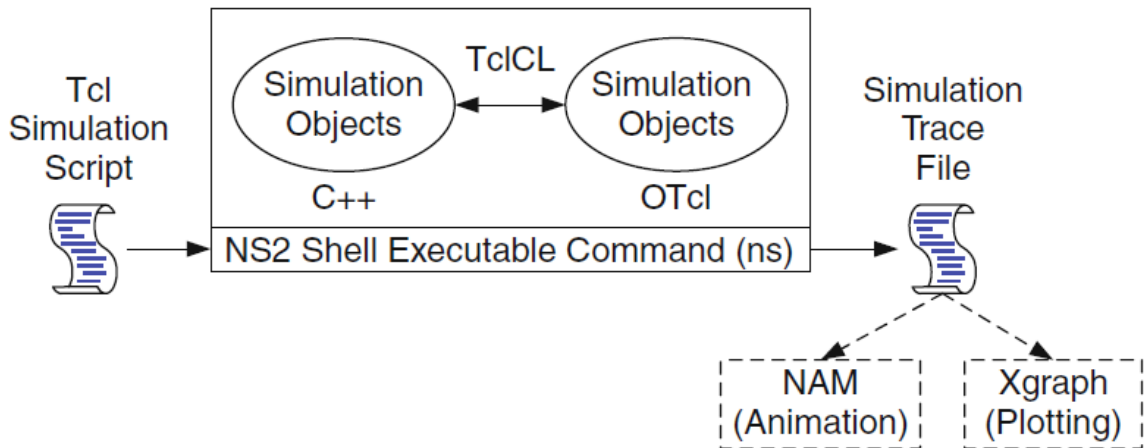 Tcl
Simulation
Script
TclCL
Simulation
Objects
Simulation
Objects
C++
OTcl
NS2 Shell Executable Command (ns)
Simulation
Trace
File
NAM
(Animation)
Xgraph
(Plotting)